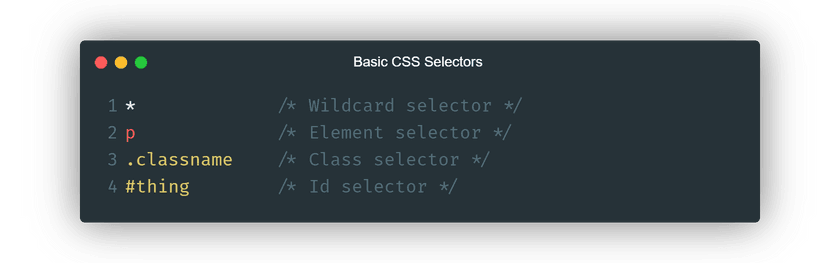 Basic CSS Selectors
1 * /* Wildcard selector */
2 p /* Element selector */
3 .classname /* Class selector */
4 #thing /* Id selector */